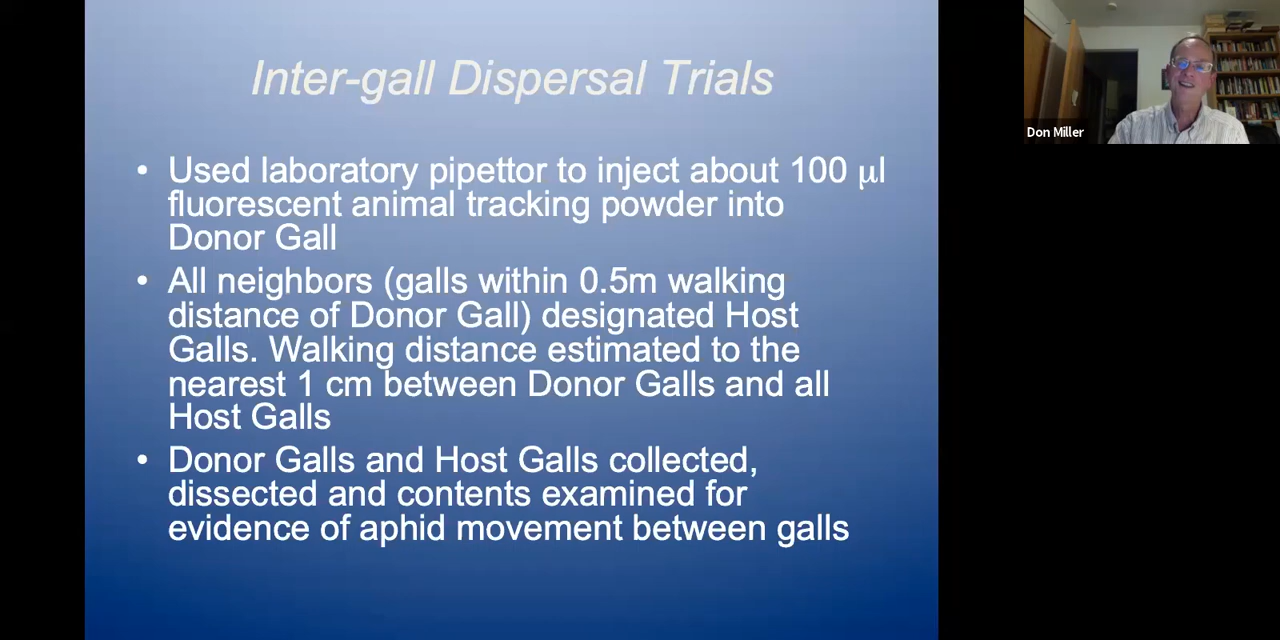 Inter-gall Dispersal Trials
• Used laboratory pipettor to inject about 100 μl
fluorescent animal tracking powder into
Donor Gall
• All neighbors (galls within 0.5m walking
distance of Donor Gall) designated Host
Galls. Walking distance estimated to the
nearest 1 cm between Donor Galls and all
Host Galls
• Donor Galls and Host Galls collected,
dissected and contents examined for
evidence of aphid movement between galls
Don Miller